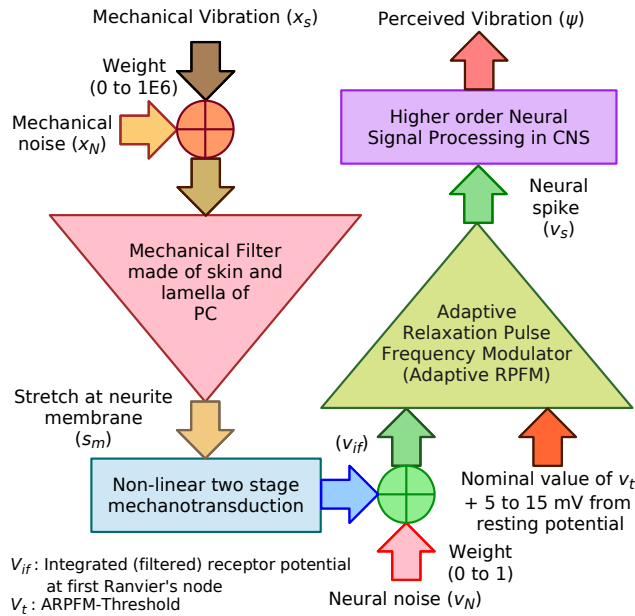 Mechanical Vibration (x_s)
Weight
(0 to 1E6)
Mechanical
noise (x_N)
Mechanical Filter
made of skin and
lamella of
PC
Stretch at neurite
membrane
(s_m)
Non-linear two stage
mechanotransduction
V_if : Integrated (filtered) receptor potential
at first Ranvier's node
V_t : ARPFM-Threshold
Perceived Vibration (ψ)
Higher order Neural
Signal Processing in CNS
Neural
spike
(v_s)
Adaptive
Relaxation Pulse
Frequency Modulator
(Adaptive RPFM)
(v_if)
Nominal value of v_t
+ 5 to 15 mV from
resting potential
Weight
(0 to 1)
Neural noise (v_N)